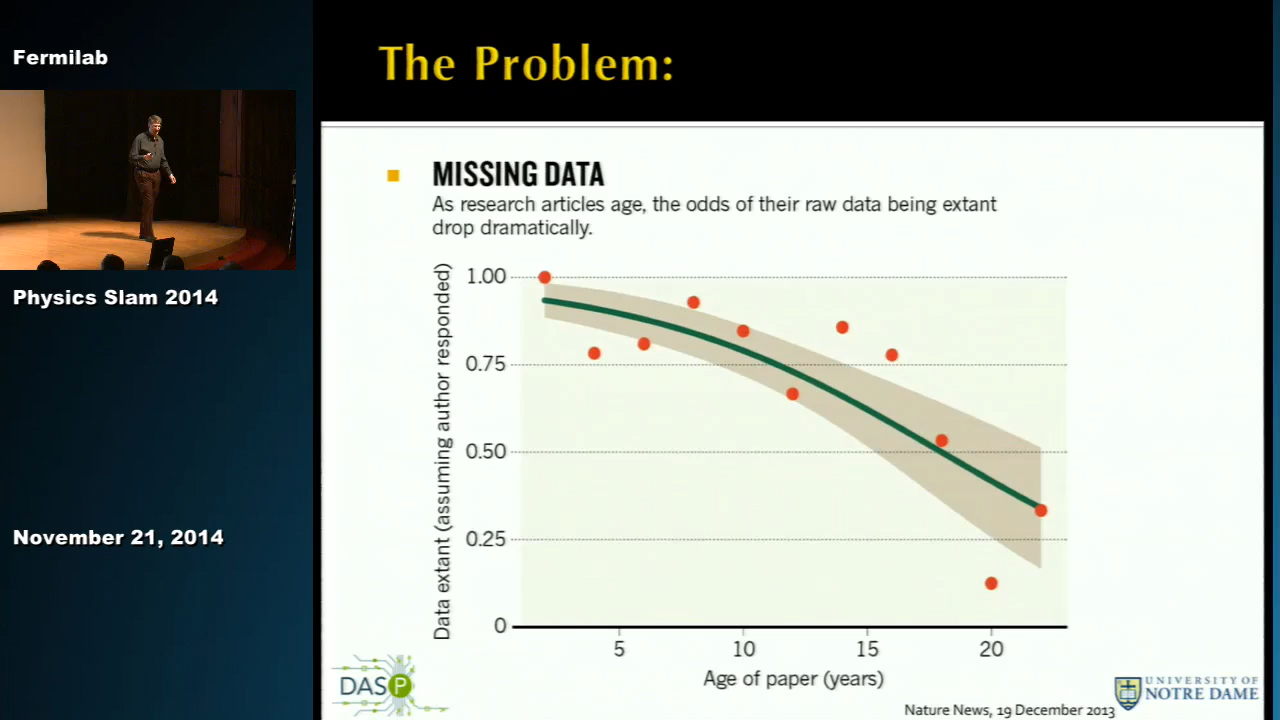 Fermilab
Physics Slam 2014
November 21, 2014
The Problem:
MISSING DATA
As research articles age, the odds of their raw data being extant
drop dramatically.
Data extant (assuming author responded)
1.00
0.75
0.50
0.25
0
5 10 15 20
Age of paper (years)
DASP
UNIVERSITY OF
NOTRE DAME
Nature News, 19 December 2013